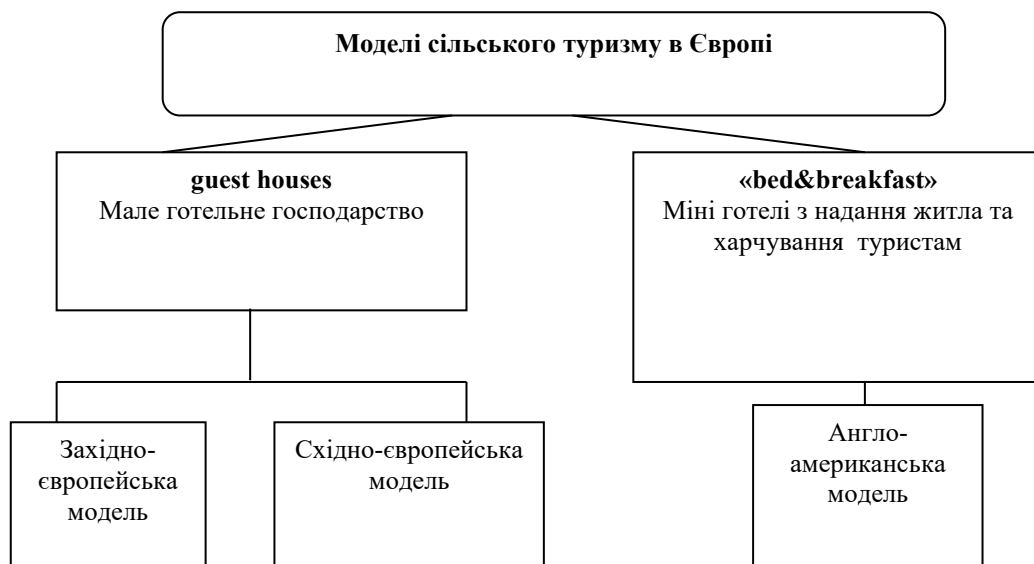 Моделі сільського туризму в Європі
guest houses
Мале готельне господарство
«bed&breakfast»
Міні готелі з надання житла та
харчування туристам
Західно-
європейська
модель
Східно-європейська
модель
Англо-
американська
модель